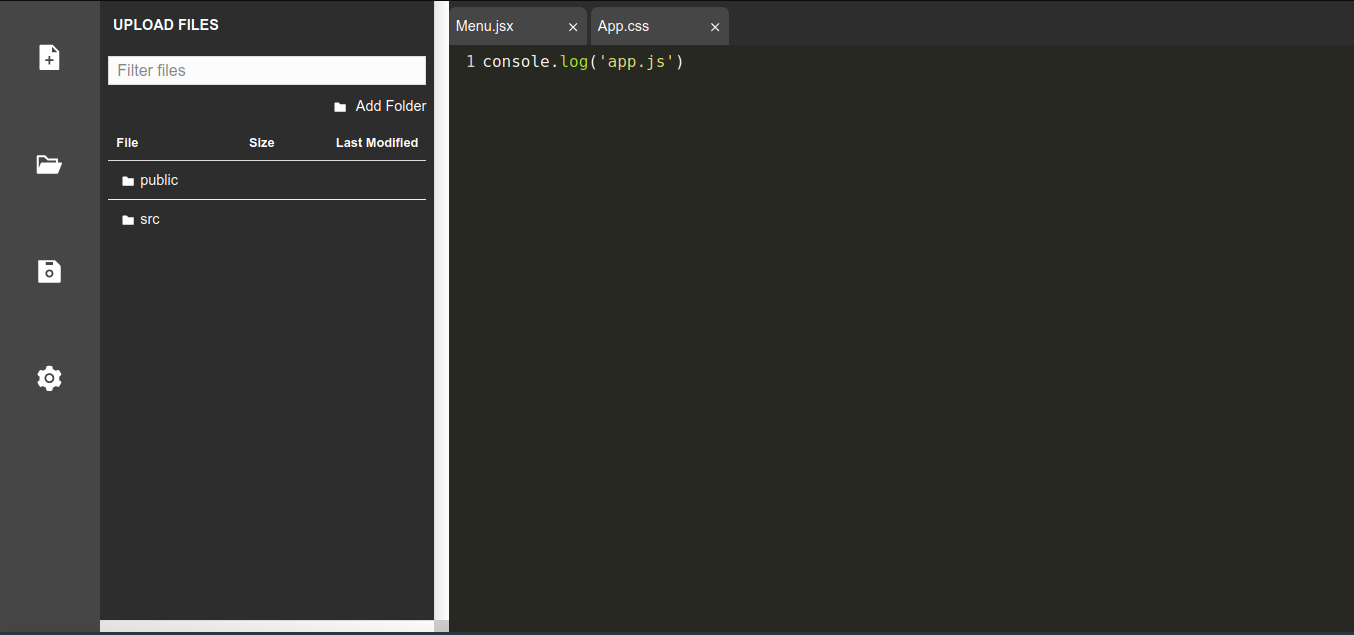 UPLOAD FILES
Filter files
Add Folder
File Size Last Modified
public
src
Menu.jsx × App.css ×
1 console.log('app.js')